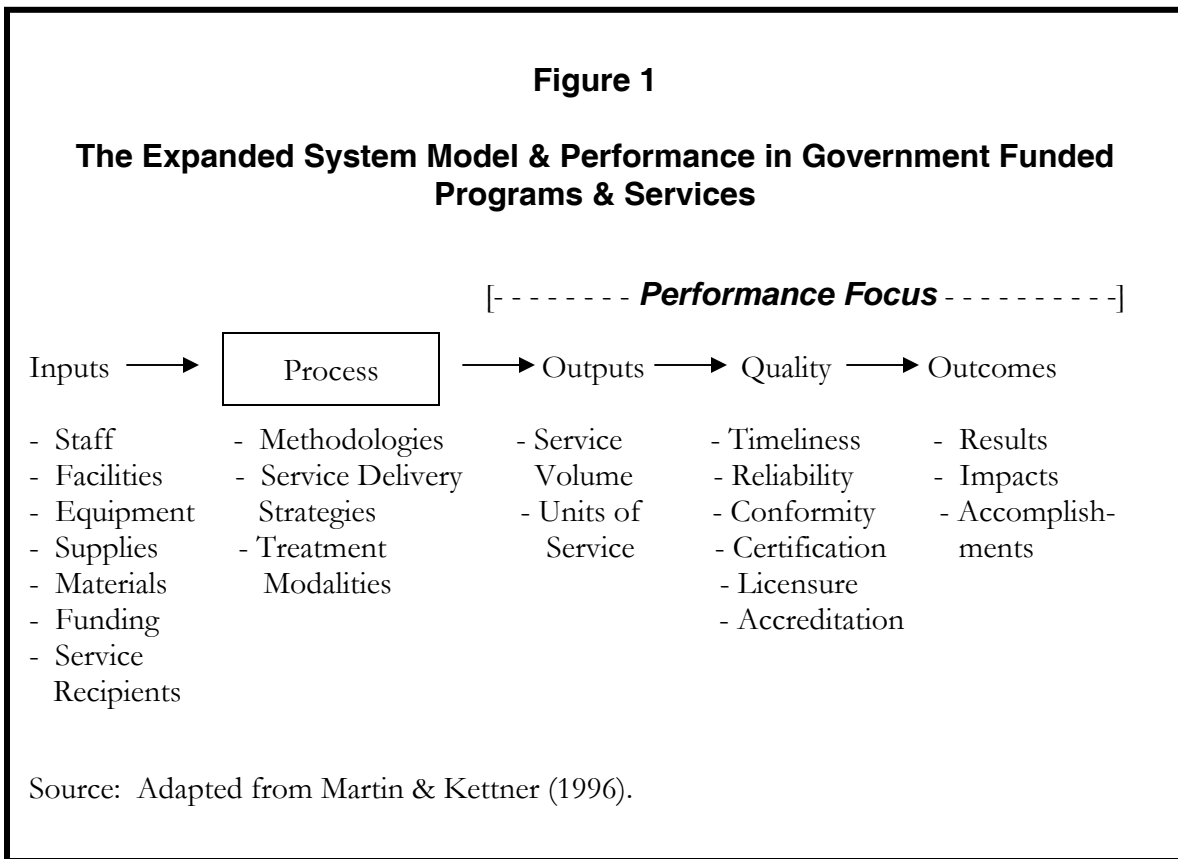 Figure 1
The Expanded System Model & Performance in Government Funded
Programs & Services
[- - - - - - - - Performance Focus - - - - - - - - - -]
Inputs Process Outputs Quality Outcomes
- Staff
- Facilities
- Equipment
- Supplies
- Materials
- Funding
- Service
Recipients
- Methodologies
- Service Delivery
Strategies
- Treatment
Modalities
- Service
Volume
- Units of
Service
- Timeliness
- Reliability
- Conformity
- Certification
- Licensure
- Accreditation
- Results
- Impacts
- Accomplish-
ments
Source: Adapted from Martin & Kettner (1996).